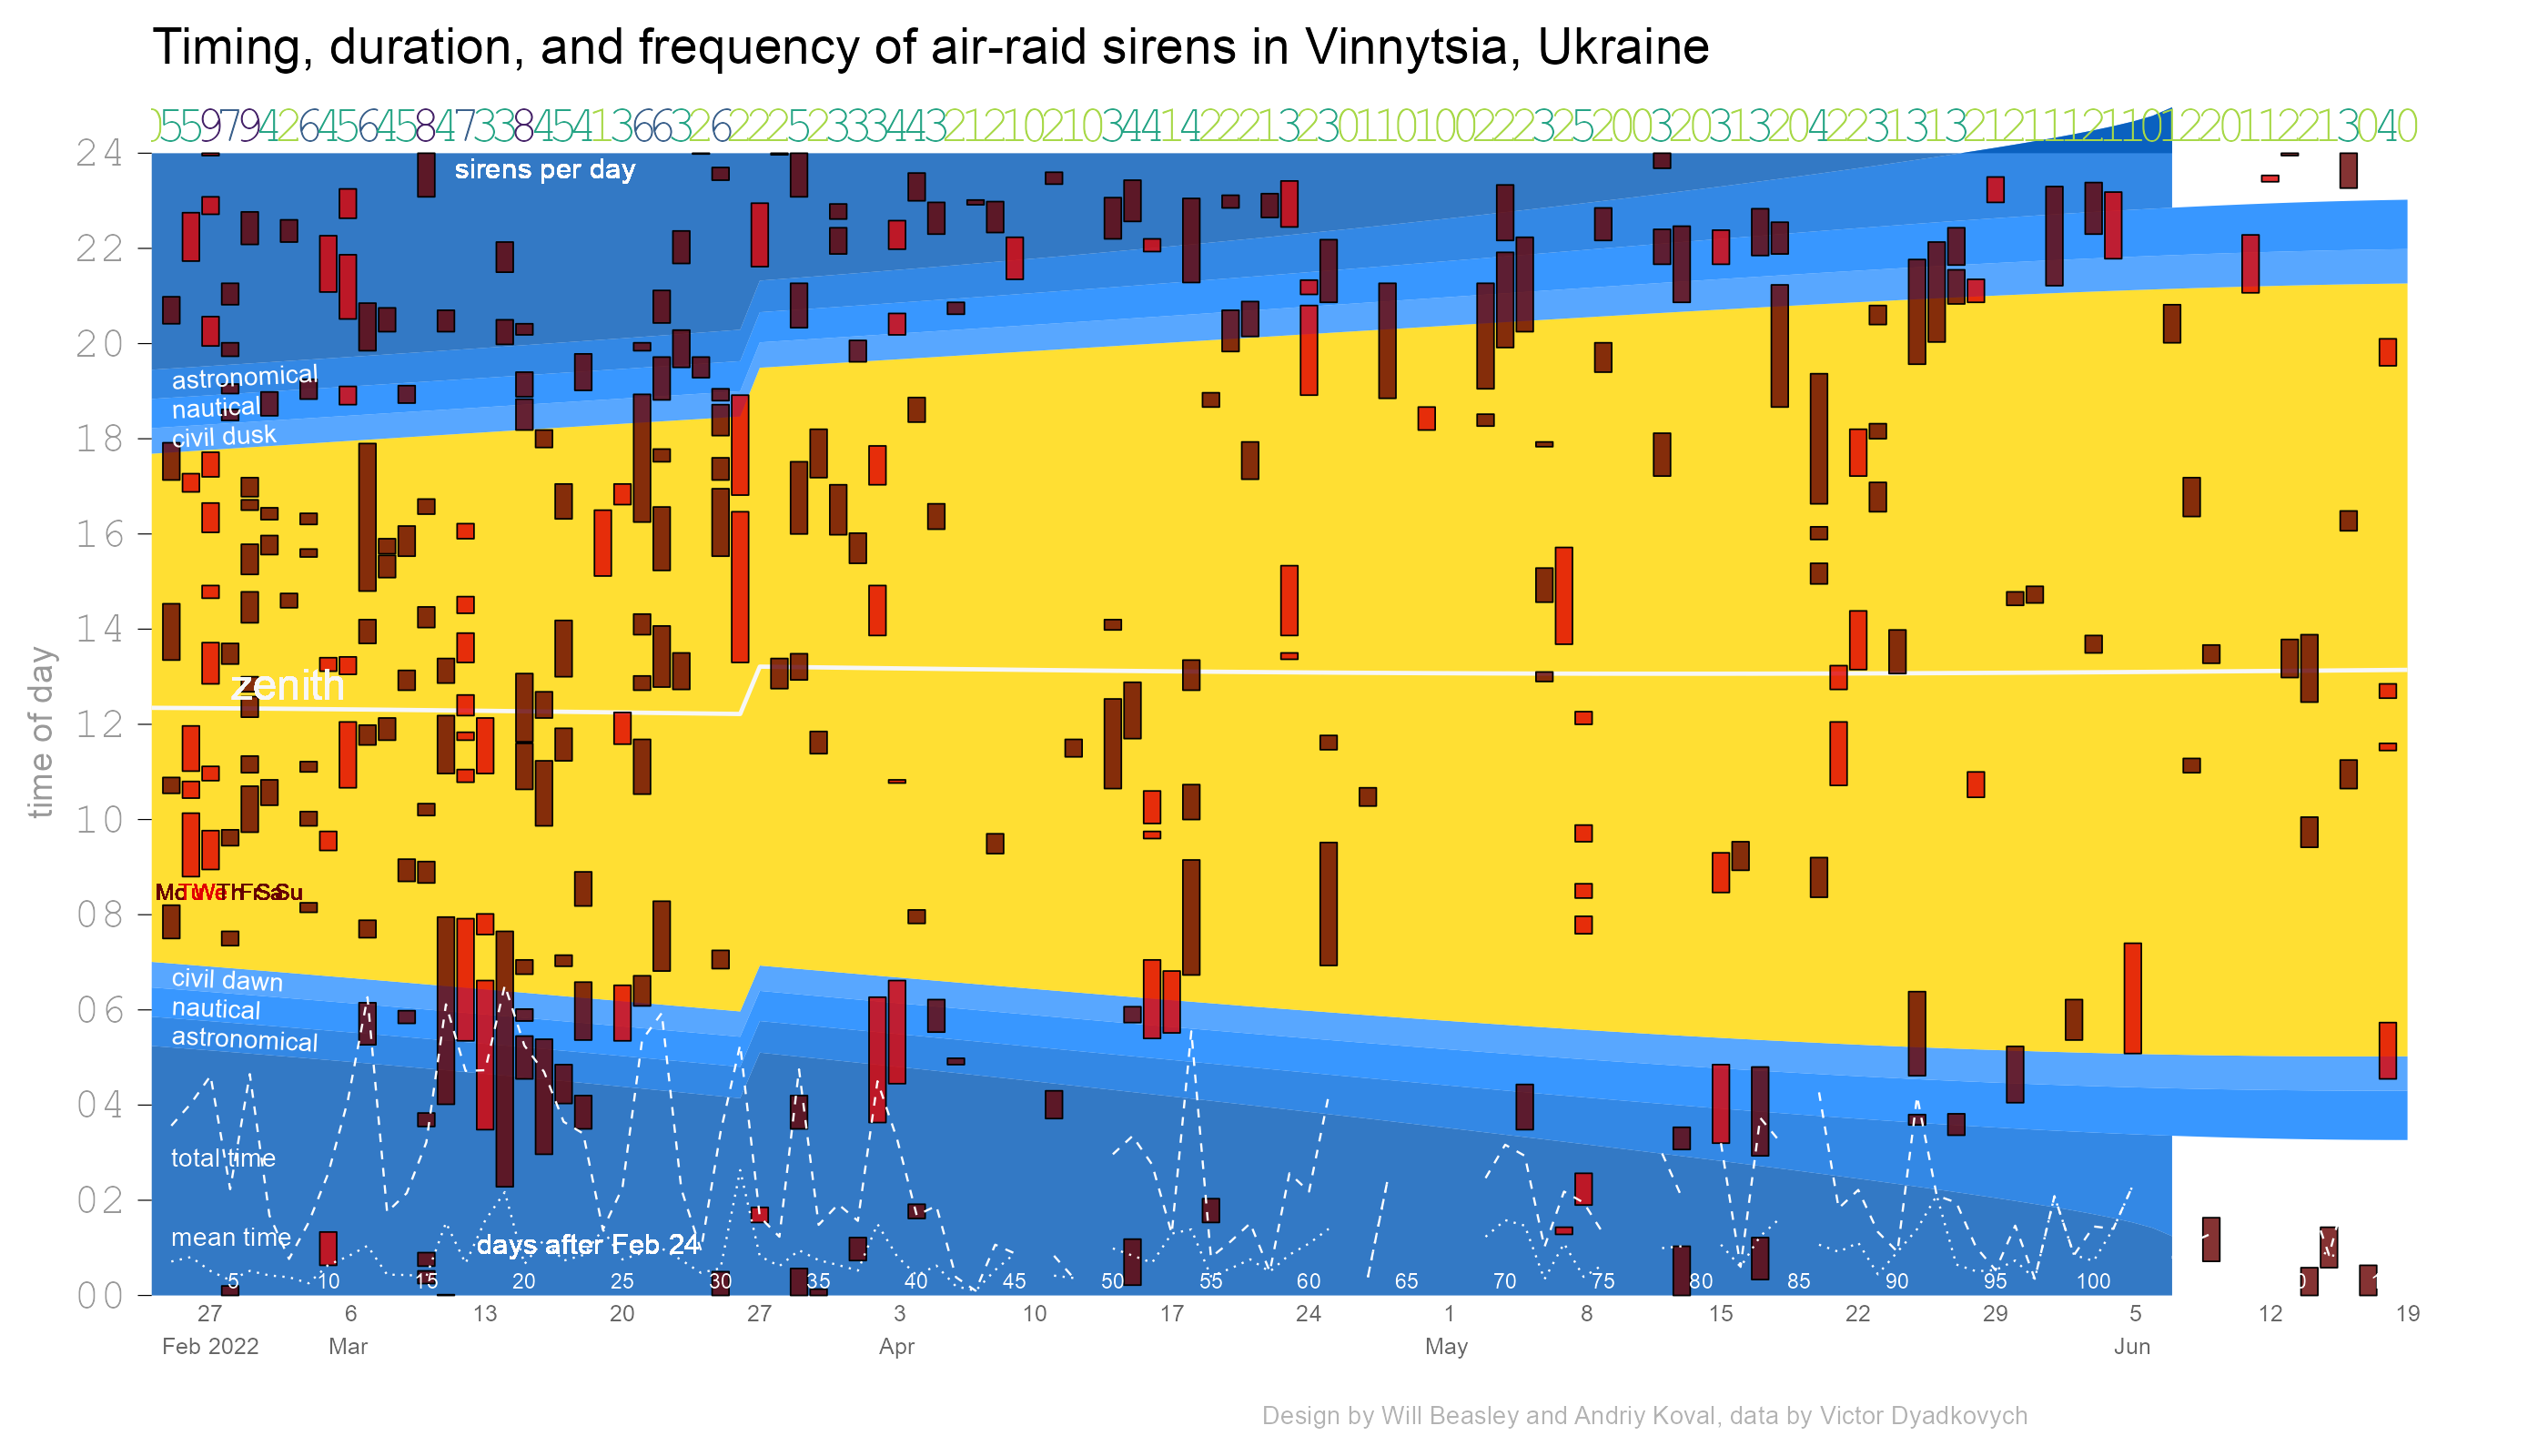 Timing, duration, and frequency of air-raid sirens in Vinnytsia, Ukraine
05597942645645847338454136632622252333443212102103441422213230110100222325200320313204223131321211121101220112213040
24
sirens per day
22
20
astronomical
nautical
civil dusk
18
16
14
zenith
12
10
Mo Tu We Th Fr Sa Su
08
civil dawn
nautical
06
astronomical
04
total time
02
mean time
days after Feb 24
5 10 15 20 25 30 35 40 45 50 55 60 65 70 75 80 85 90 95 100
00
time of day
27 6 13 20 27 3 10 17 24 1 8 15 22 29 5 12 19
Feb 2022 Mar Apr May Jun
Design by Will Beasley and Andriy Koval, data by Victor Dyadkovych